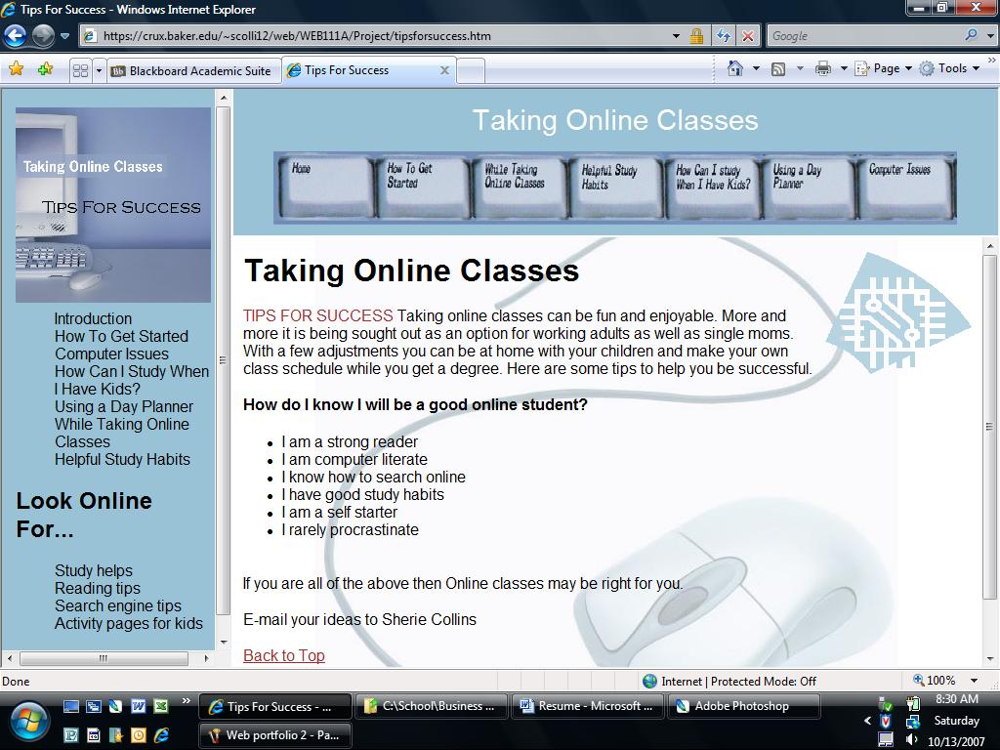 Tips For Success - Windows Internet Explorer
https://crux.baker.edu/~scolli12/web/WEB111A/Project/tipsforsuccess.htm
Google
Bb Blackboard Academic Suite
Tips For Success
Page
Tools
Taking Online Classes
TIPS FOR SUCCESS
Introduction
How To Get Started
Computer Issues
How Can I Study When
I Have Kids?
Using a Day Planner
While Taking Online
Classes
Helpful Study Habits
Look Online
For...
Study helps
Reading tips
Search engine tips
Activity pages for kids
Taking Online Classes
Home
How To Get
Started
While Taking
Online Classes
Helpful Study
Habits
How Can I study
When I Have Kids?
Using a Day
Planner
Computer Issues
Taking Online Classes
TIPS FOR SUCCESS Taking online classes can be fun and enjoyable. More and
more it is being sought out as an option for working adults as well as single moms.
With a few adjustments you can be at home with your children and make your own
class schedule while you get a degree. Here are some tips to help you be successful.
How do I know I will be a good online student?
I am a strong reader
I am computer literate
I know how to search online
I have good study habits
I am a self starter
I rarely procrastinate
If you are all of the above then Online classes may be right for you.
E-mail your ideas to Sherie Collins
Back to Top
Done
Internet | Protected Mode: Off
100%
Tips For Success - ...
C:\School\Business ...
Resume - Microsoft ...
Adobe Photoshop
Web portfolio 2 - Pa...
8:30 AM
Saturday
10/13/2007